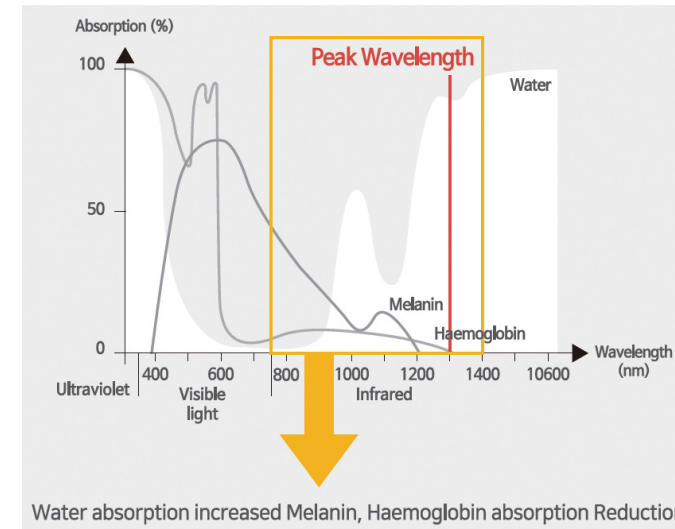 Absorption (%)
Peak Wavelength
100
Water
50
Melanin
Haemoglobin
0
Wavelength
(nm)
400 600 800 1000 1200 1400 10600
Ultraviolet
Visible
light
Infrared
Water absorption increased Melanin, Haemoglobin absorption Reductio